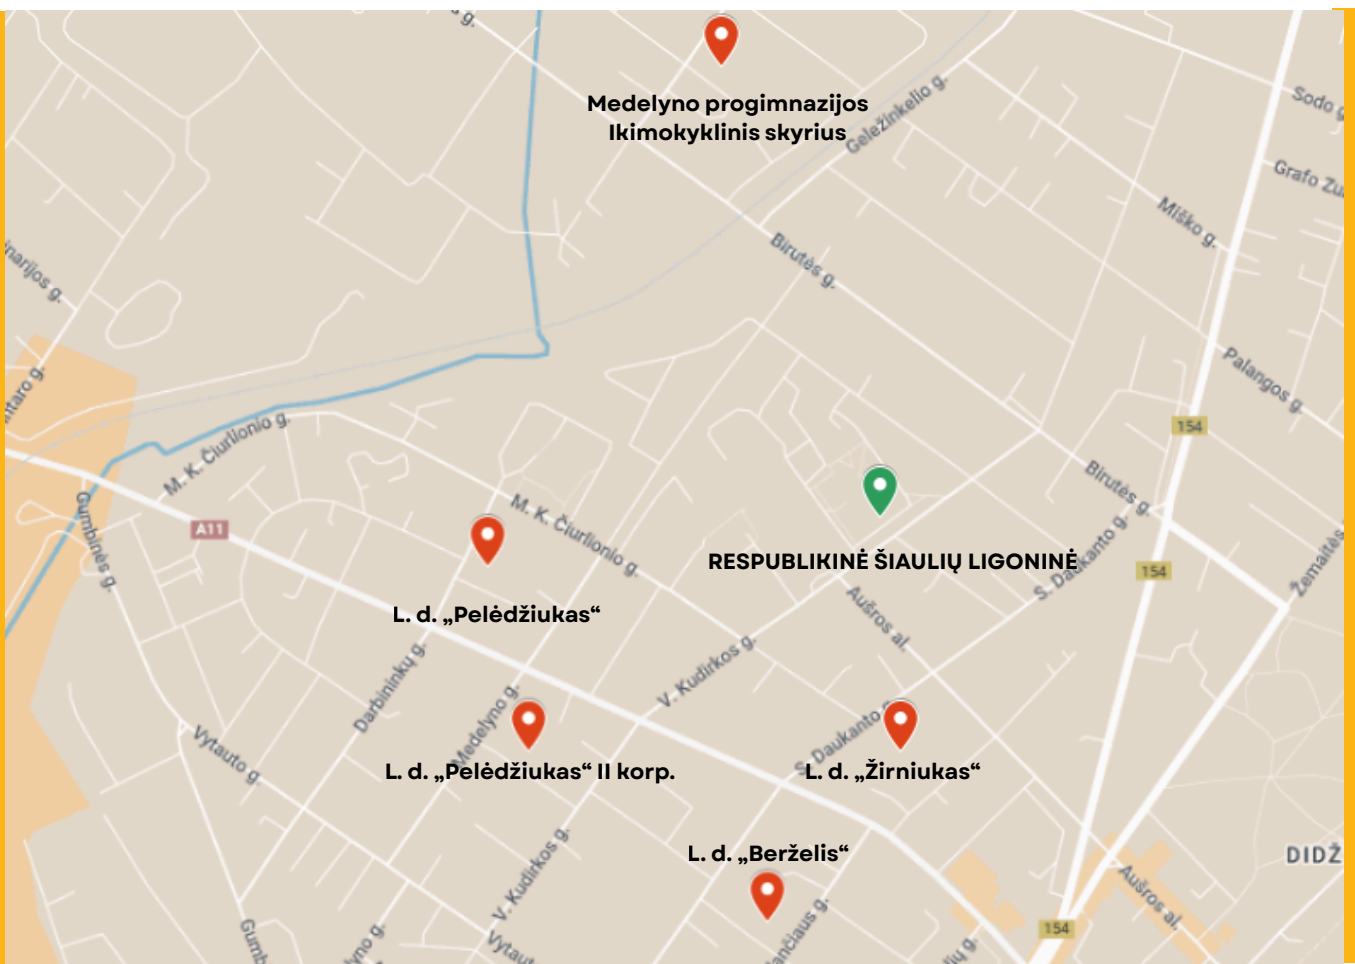 Medelyno progimnazijos
Ikimokyklinis skyrius
Geležinkelio g.
Sodo g
Grafo Zu
Miško g.
Birutės g.
Palangos g.
154
M. K. Čiurlionio g.
Gumbinės g.
A11
M. K. Čiurlionio g.
Birutės g.
RESPUBLIKINĖ ŠIAULIŲ LIGONINĖ
S. Daukanto g.
154
Žemaitės
L. d. „Pelėdžiukas“
Aušros al.
Darbininkų g.
V. Kudirkos g.
Medelyno g.
Vytauto g.
S. Daukanto g
L. d. „Pelėdžiukas“ II korp.
L. d. „Žirniukas“
L. d. „Berželis“
DIDŽ
V. Kudirkos g.
Aušros al.
154
Gumb
Vytaut